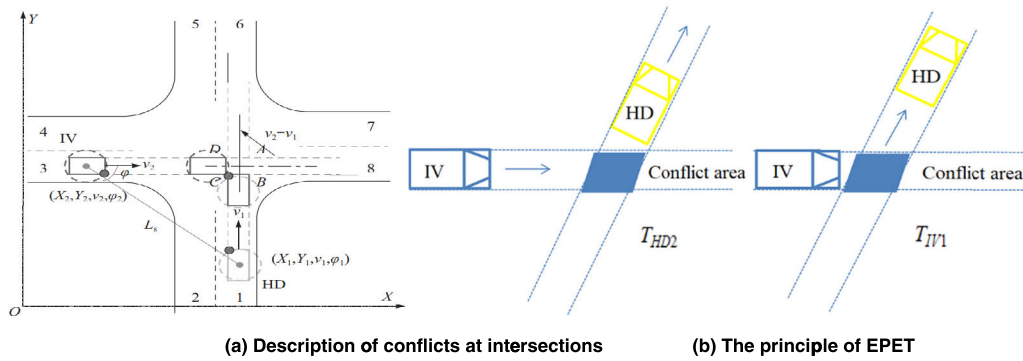 Y
5
6
4
IV
7
v₂−v₁
D
A
3
v₂
φ
C
B
8
(X₂,Y₂,v₂,φ₂)
v₁
Lₛ
(X₁,Y₁,v₁,φ₁)
HD
2
1
X
O
HD
IV
Conflict area
T_HD2
HD
IV
Conflict area
T_IV1
(a) Description of conflicts at intersections
(b) The principle of EPET